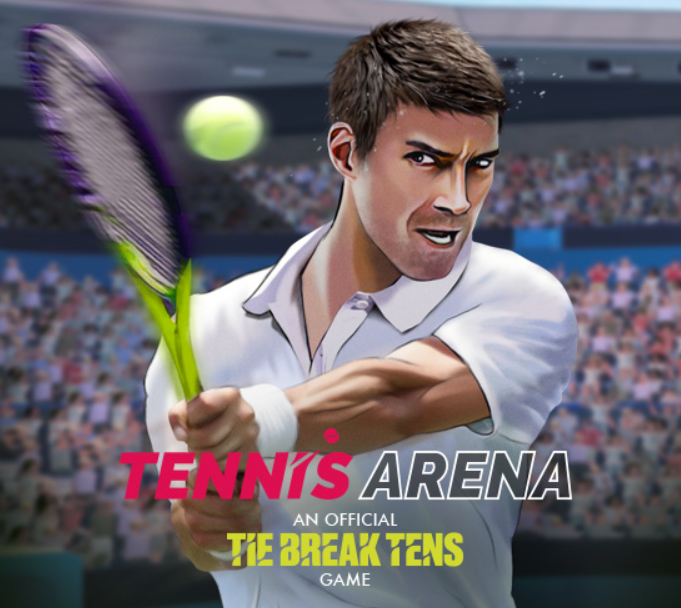 TENNIS ARENA
AN OFFICIAL
TIE BREAK TENS
GAME